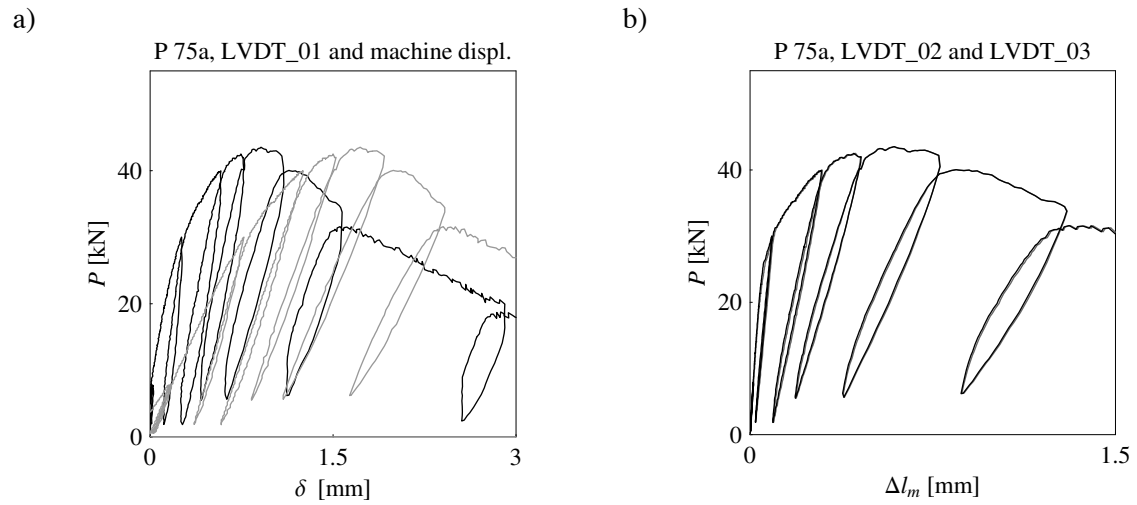 a)
P 75a, LVDT_01 and machine displ.
P [kN]
40
20
0
0 1.5 3
δ [mm]
b)
P 75a, LVDT_02 and LVDT_03
P [kN]
40
20
0
0 1.5
Δl_m [mm]